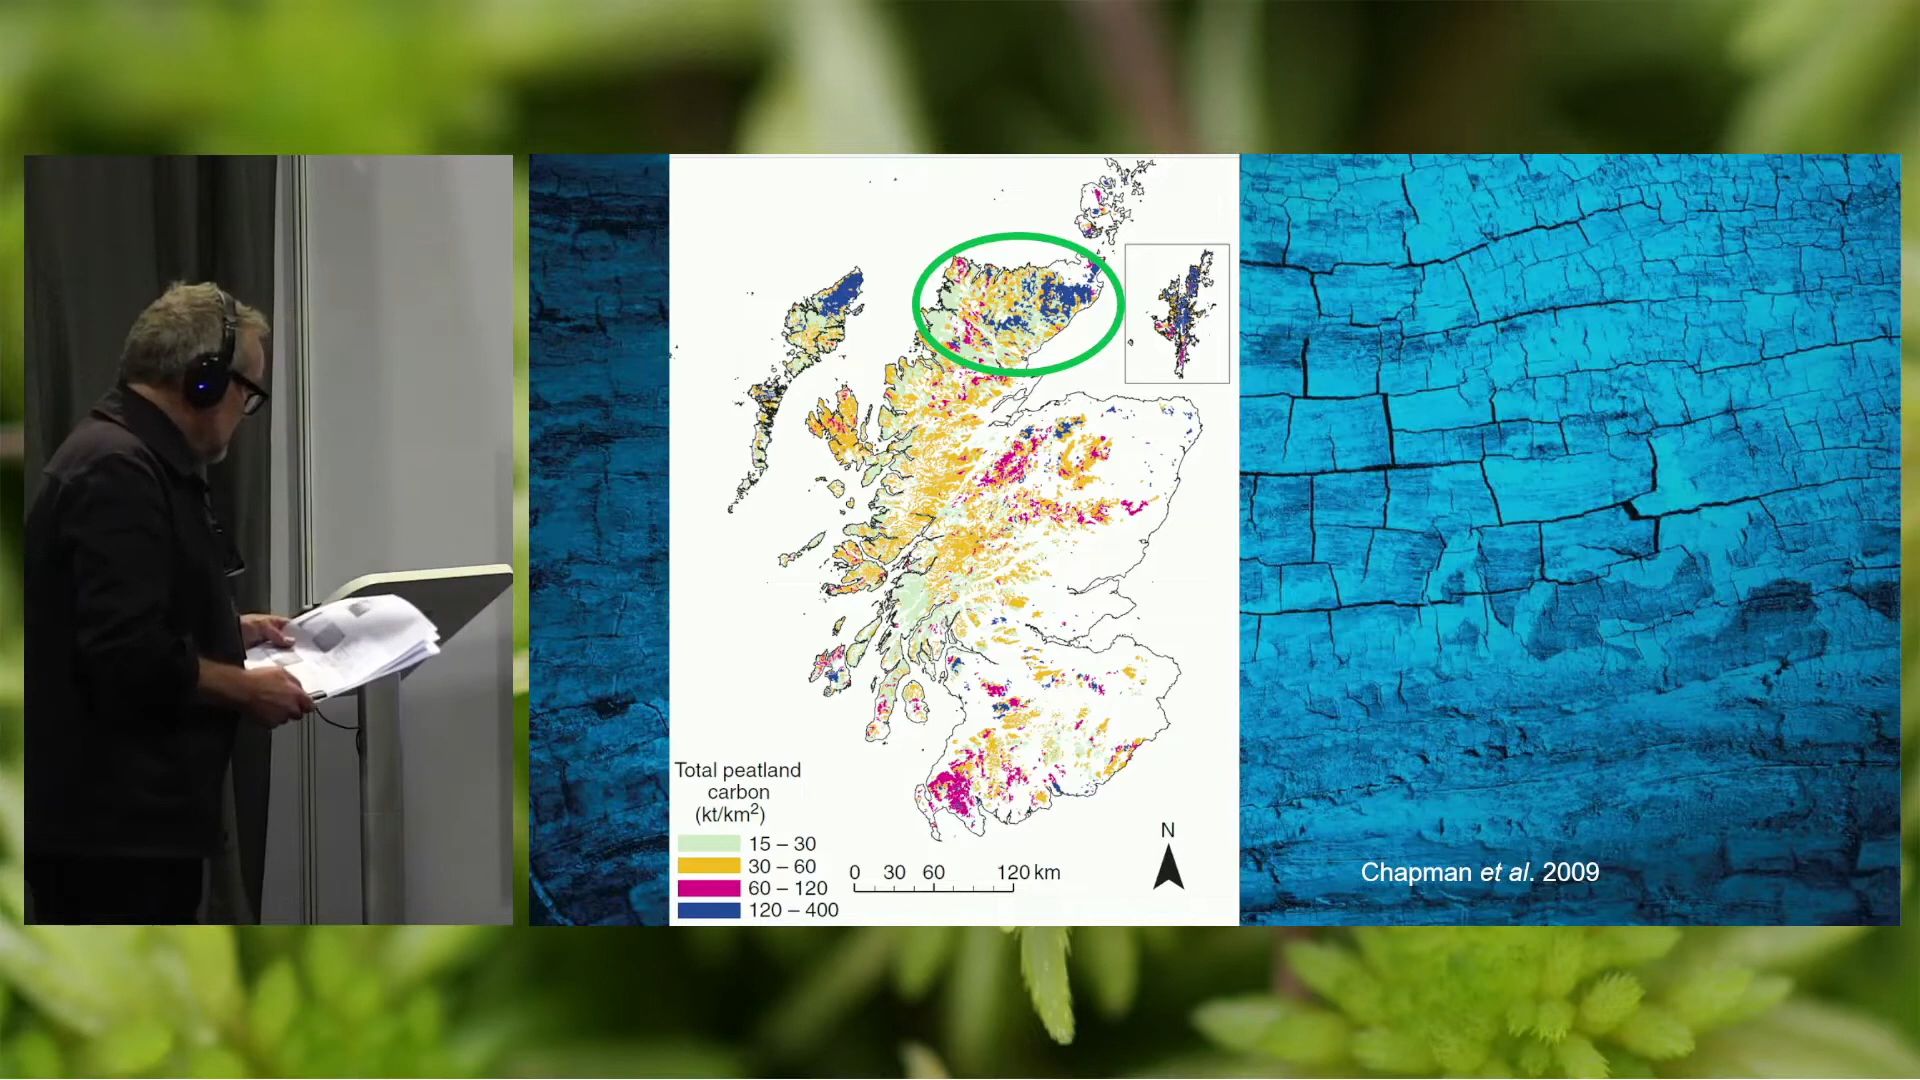 Total peatland
carbon
(kt/km²)
15 – 30
30 – 60
60 – 120
120 – 400
0 30 60 120 km
N
Chapman et al. 2009